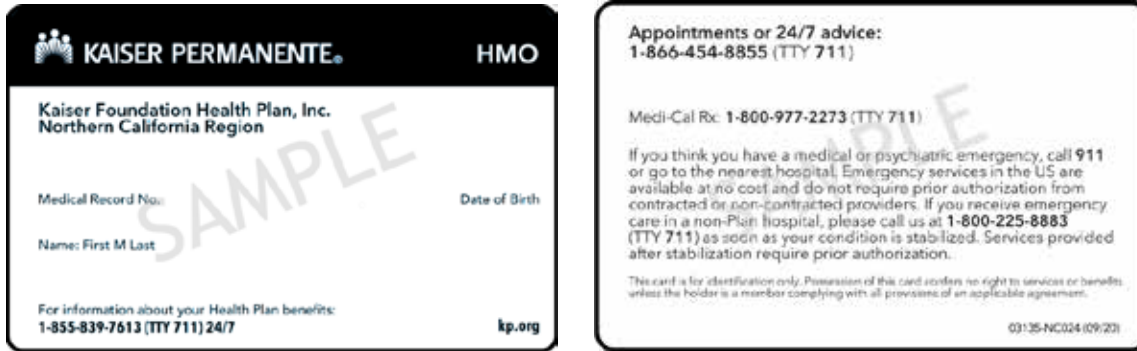 KAISER PERMANENTE®
HMO
Kaiser Foundation Health Plan, Inc.
Northern California Region
SAMPLE
Medical Record No.
Date of Birth
Name: First M Last
For information about your Health Plan benefits:
1-855-839-7613 (TTY 711) 24/7
kp.org
Appointments or 24/7 advice:
1-866-454-8855 (TTY 711)
SAMPLE
Medi-Cal Rx: 1-800-977-2273 (TTY 711)
If you think you have a medical or psychiatric emergency, call 911
or go to the nearest hospital. Emergency services in the US are
available at no cost and do not require prior authorization from
contracted or non-contracted providers. If you receive emergency
care in a non-Plan hospital, please call us at 1-800-225-8883
(TTY 711) as soon as your condition is stabilized. Services provided
after stabilization require prior authorization.
This card is for identification only. Possession of this card confers no right to services or benefits
unless the holder is a member complying with all provisions of an applicable agreement.
03135-NC024 (09/20)